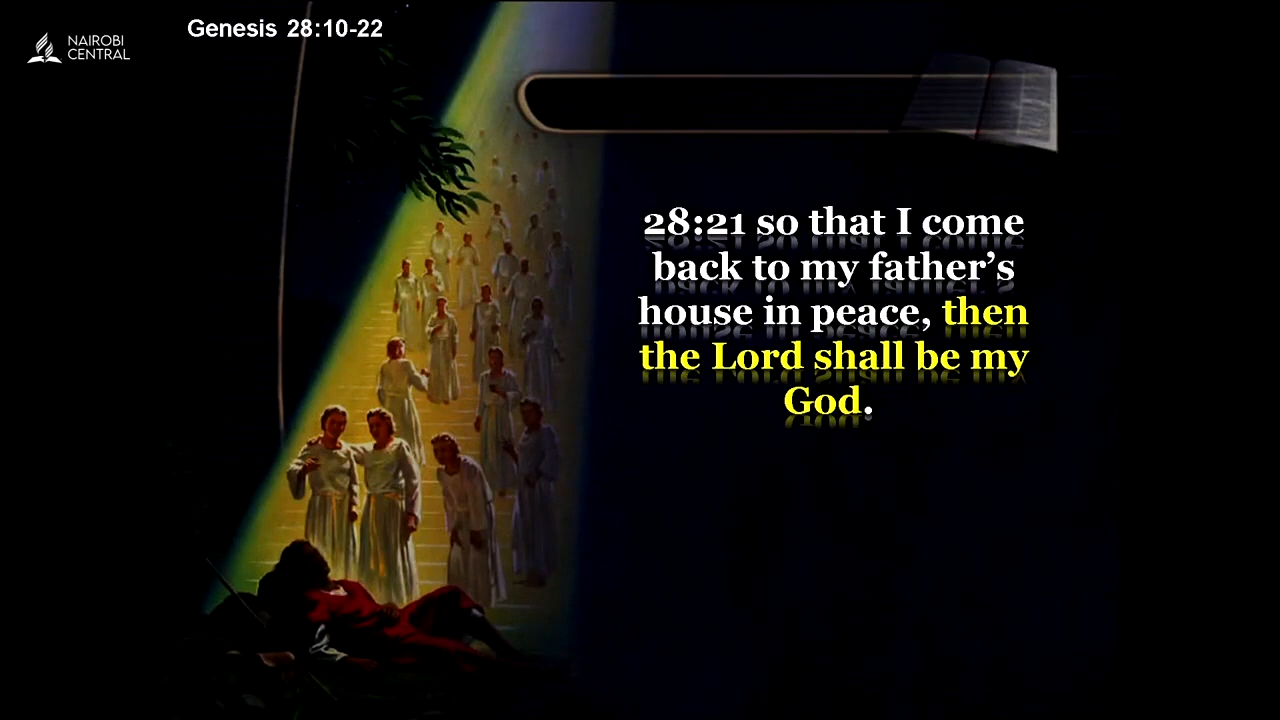 Genesis 28:10-22
NAIROBI
CENTRAL
28:21 so that I come
back to my father’s
house in peace, then
the Lord shall be my
God.